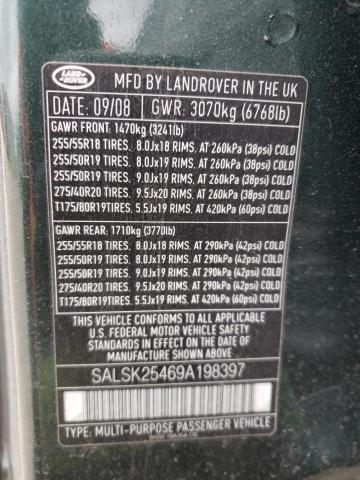 LAND-
ROVER
MFD BY LANDROVER IN THE UK
DATE: 09/08 GWR: 3070kg (6768lb)
GAWR FRONT: 1470kg (3241lb)
255/55R18 TIRES. 8.0Jx18 RIMS. AT 260kPa (38psi) COLD
255/50R19 TIRES. 8.0Jx19 RIMS. AT 260kPa (38psi) COLD
255/50R19 TIRES. 9.0Jx19 RIMS. AT 260kPa (38psi) COLD
275/40R20 TIRES. 9.5Jx20 RIMS. AT 260kPa (38psi) COLD
T175/80R19TIRES. 5.5Jx19 RIMS. AT 420kPa (60psi) COLD
GAWR REAR: 1710kg (3770lb)
255/55R18 TIRES. 8.0Jx18 RIMS. AT 290kPa (42psi) COLD
255/50R19 TIRES. 8.0Jx19 RIMS. AT 290kPa (42psi) COLD
255/50R19 TIRES. 9.0Jx19 RIMS. AT 290kPa (42psi) COLD
275/40R20 TIRES. 9.5Jx20 RIMS. AT 290kPa (42psi) COLD
T175/80R19TIRES. 5.5Jx19 RIMS. AT 420kPa (60psi) COLD
THIS VEHICLE CONFORMS TO ALL APPLICABLE
U.S. FEDERAL MOTOR VEHICLE SAFETY
STANDARDS IN EFFECT ON THE DATE OF
MANUFACTURE SHOWN ABOVE
SALSK25469A198397
TYPE: MULTI-PURPOSE PASSENGER VEHICLE